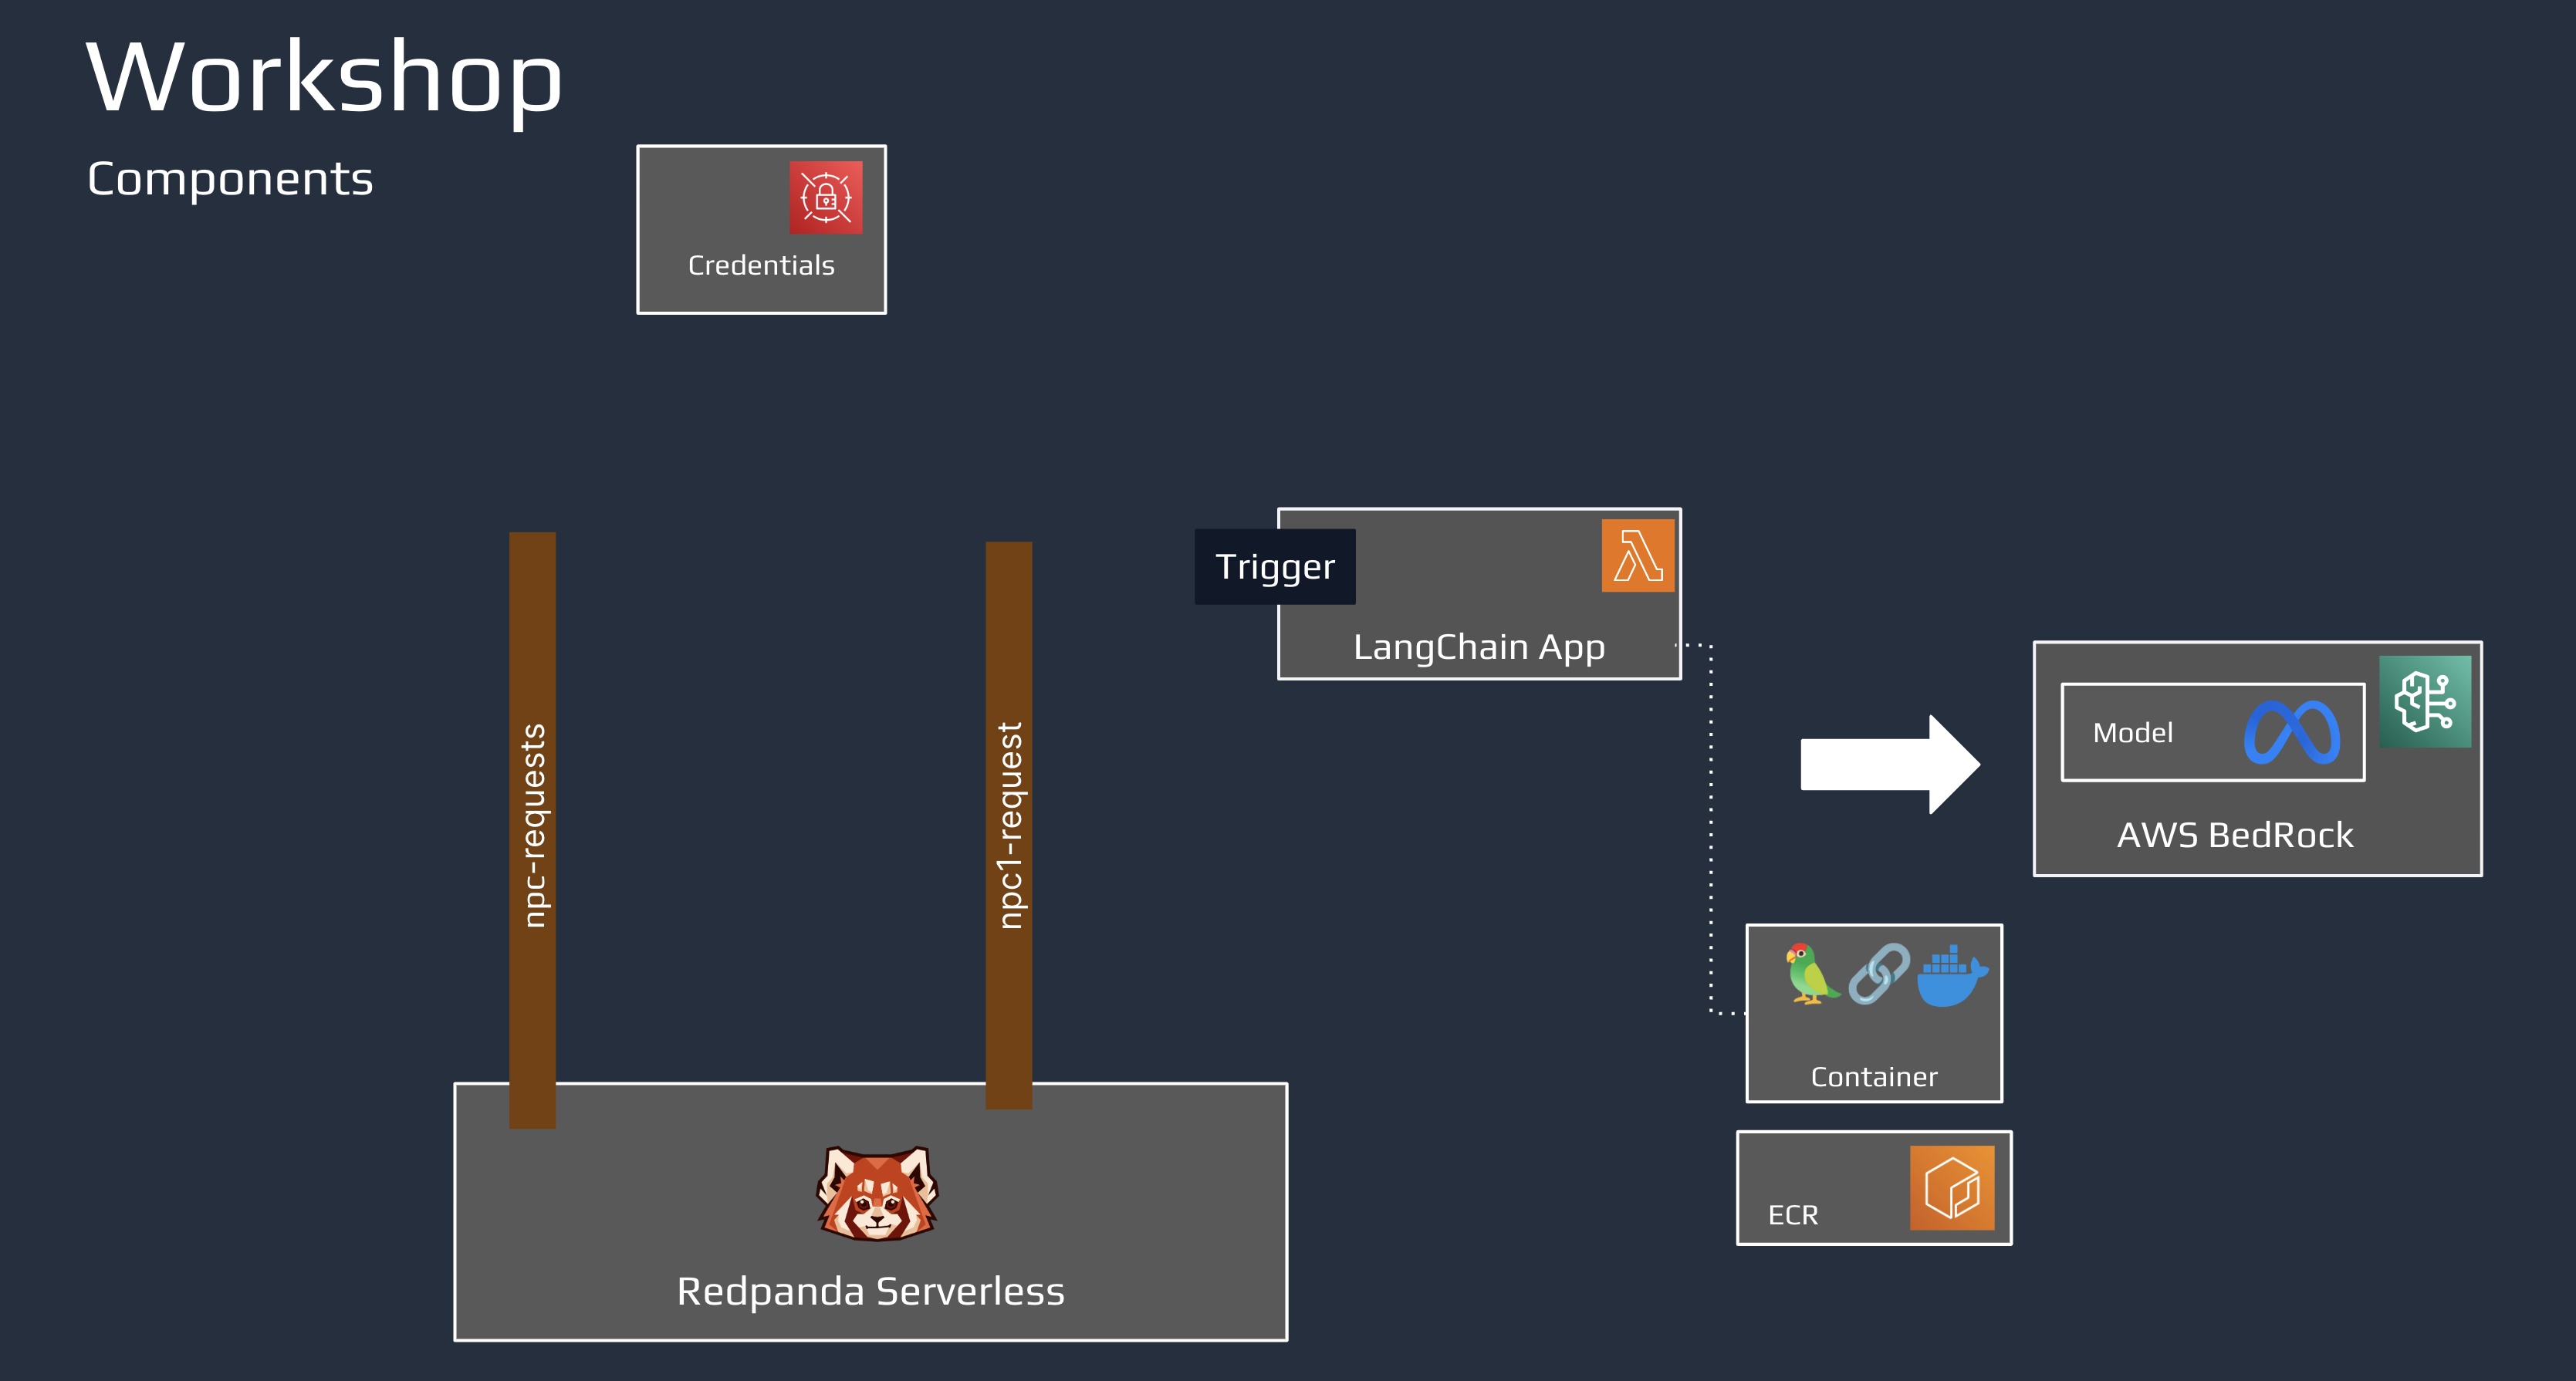 Workshop
Components
Credentials
Trigger
LangChain App
npc-requests
npc1-request
Model
AWS BedRock
Container
ECR
Redpanda Serverless